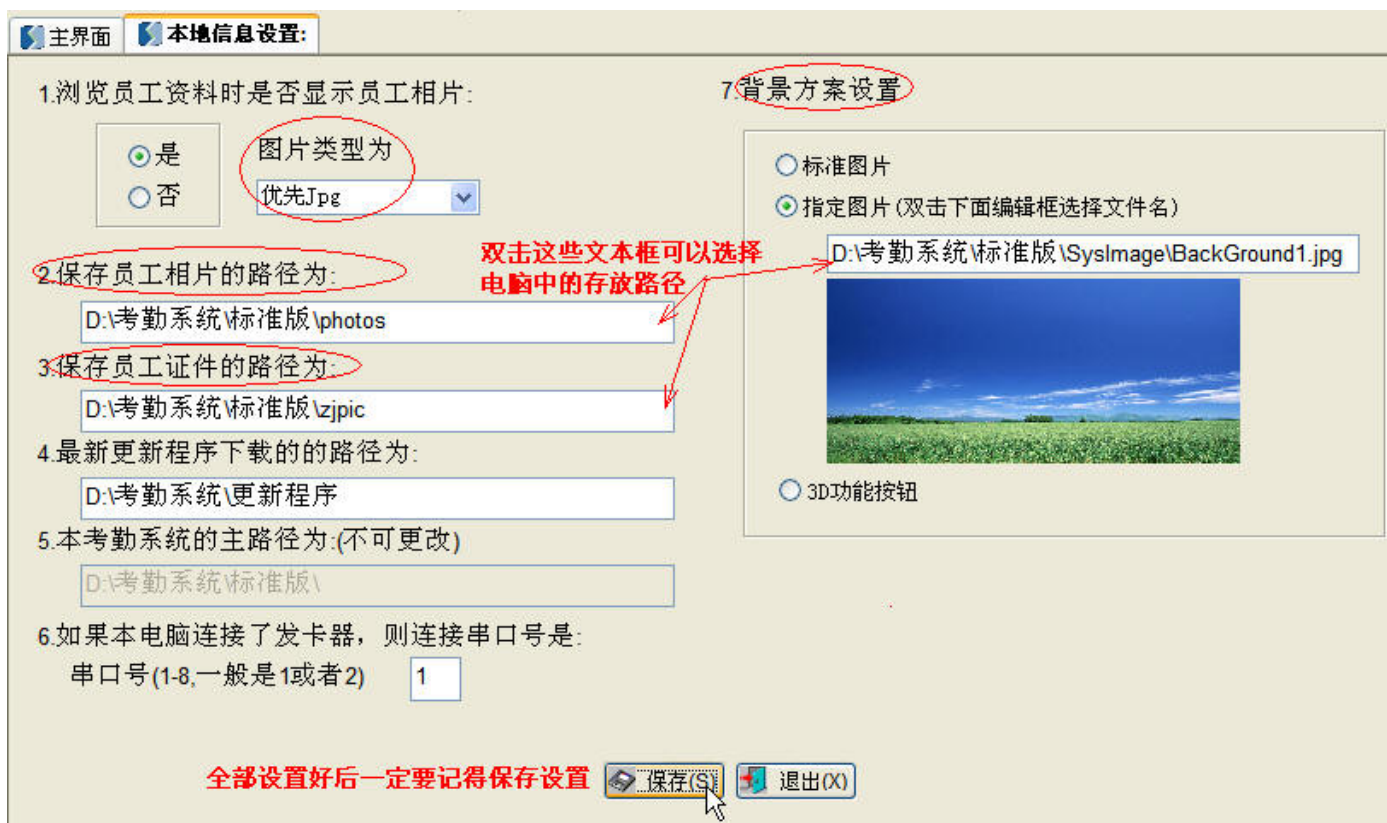 主界面
本地信息设置:
1.浏览员工资料时是否显示员工相片:
是
否
图片类型为
优先Jpg
2.保存员工相片的路径为:
D:\考勤系统\标准版\photos
3.保存员工证件的路径为:
D:\考勤系统\标准版\zjpic
双击这些文本框可以选择
电脑中的存放路径
4.最新更新程序下载的的路径为:
D:\考勤系统\更新程序
5.本考勤系统的主路径为:(不可更改)
D:\考勤系统\标准版\
6.如果本电脑连接了发卡器，则连接串口号是:
串口号(1-8,一般是1或者2)
1
7.背景方案设置
标准图片
指定图片(双击下面编辑框选择文件名)
D:\考勤系统\标准版\SysImage\BackGround1.jpg
3D功能按钮
全部设置好后一定要记得保存设置
保存(S)
退出(X)